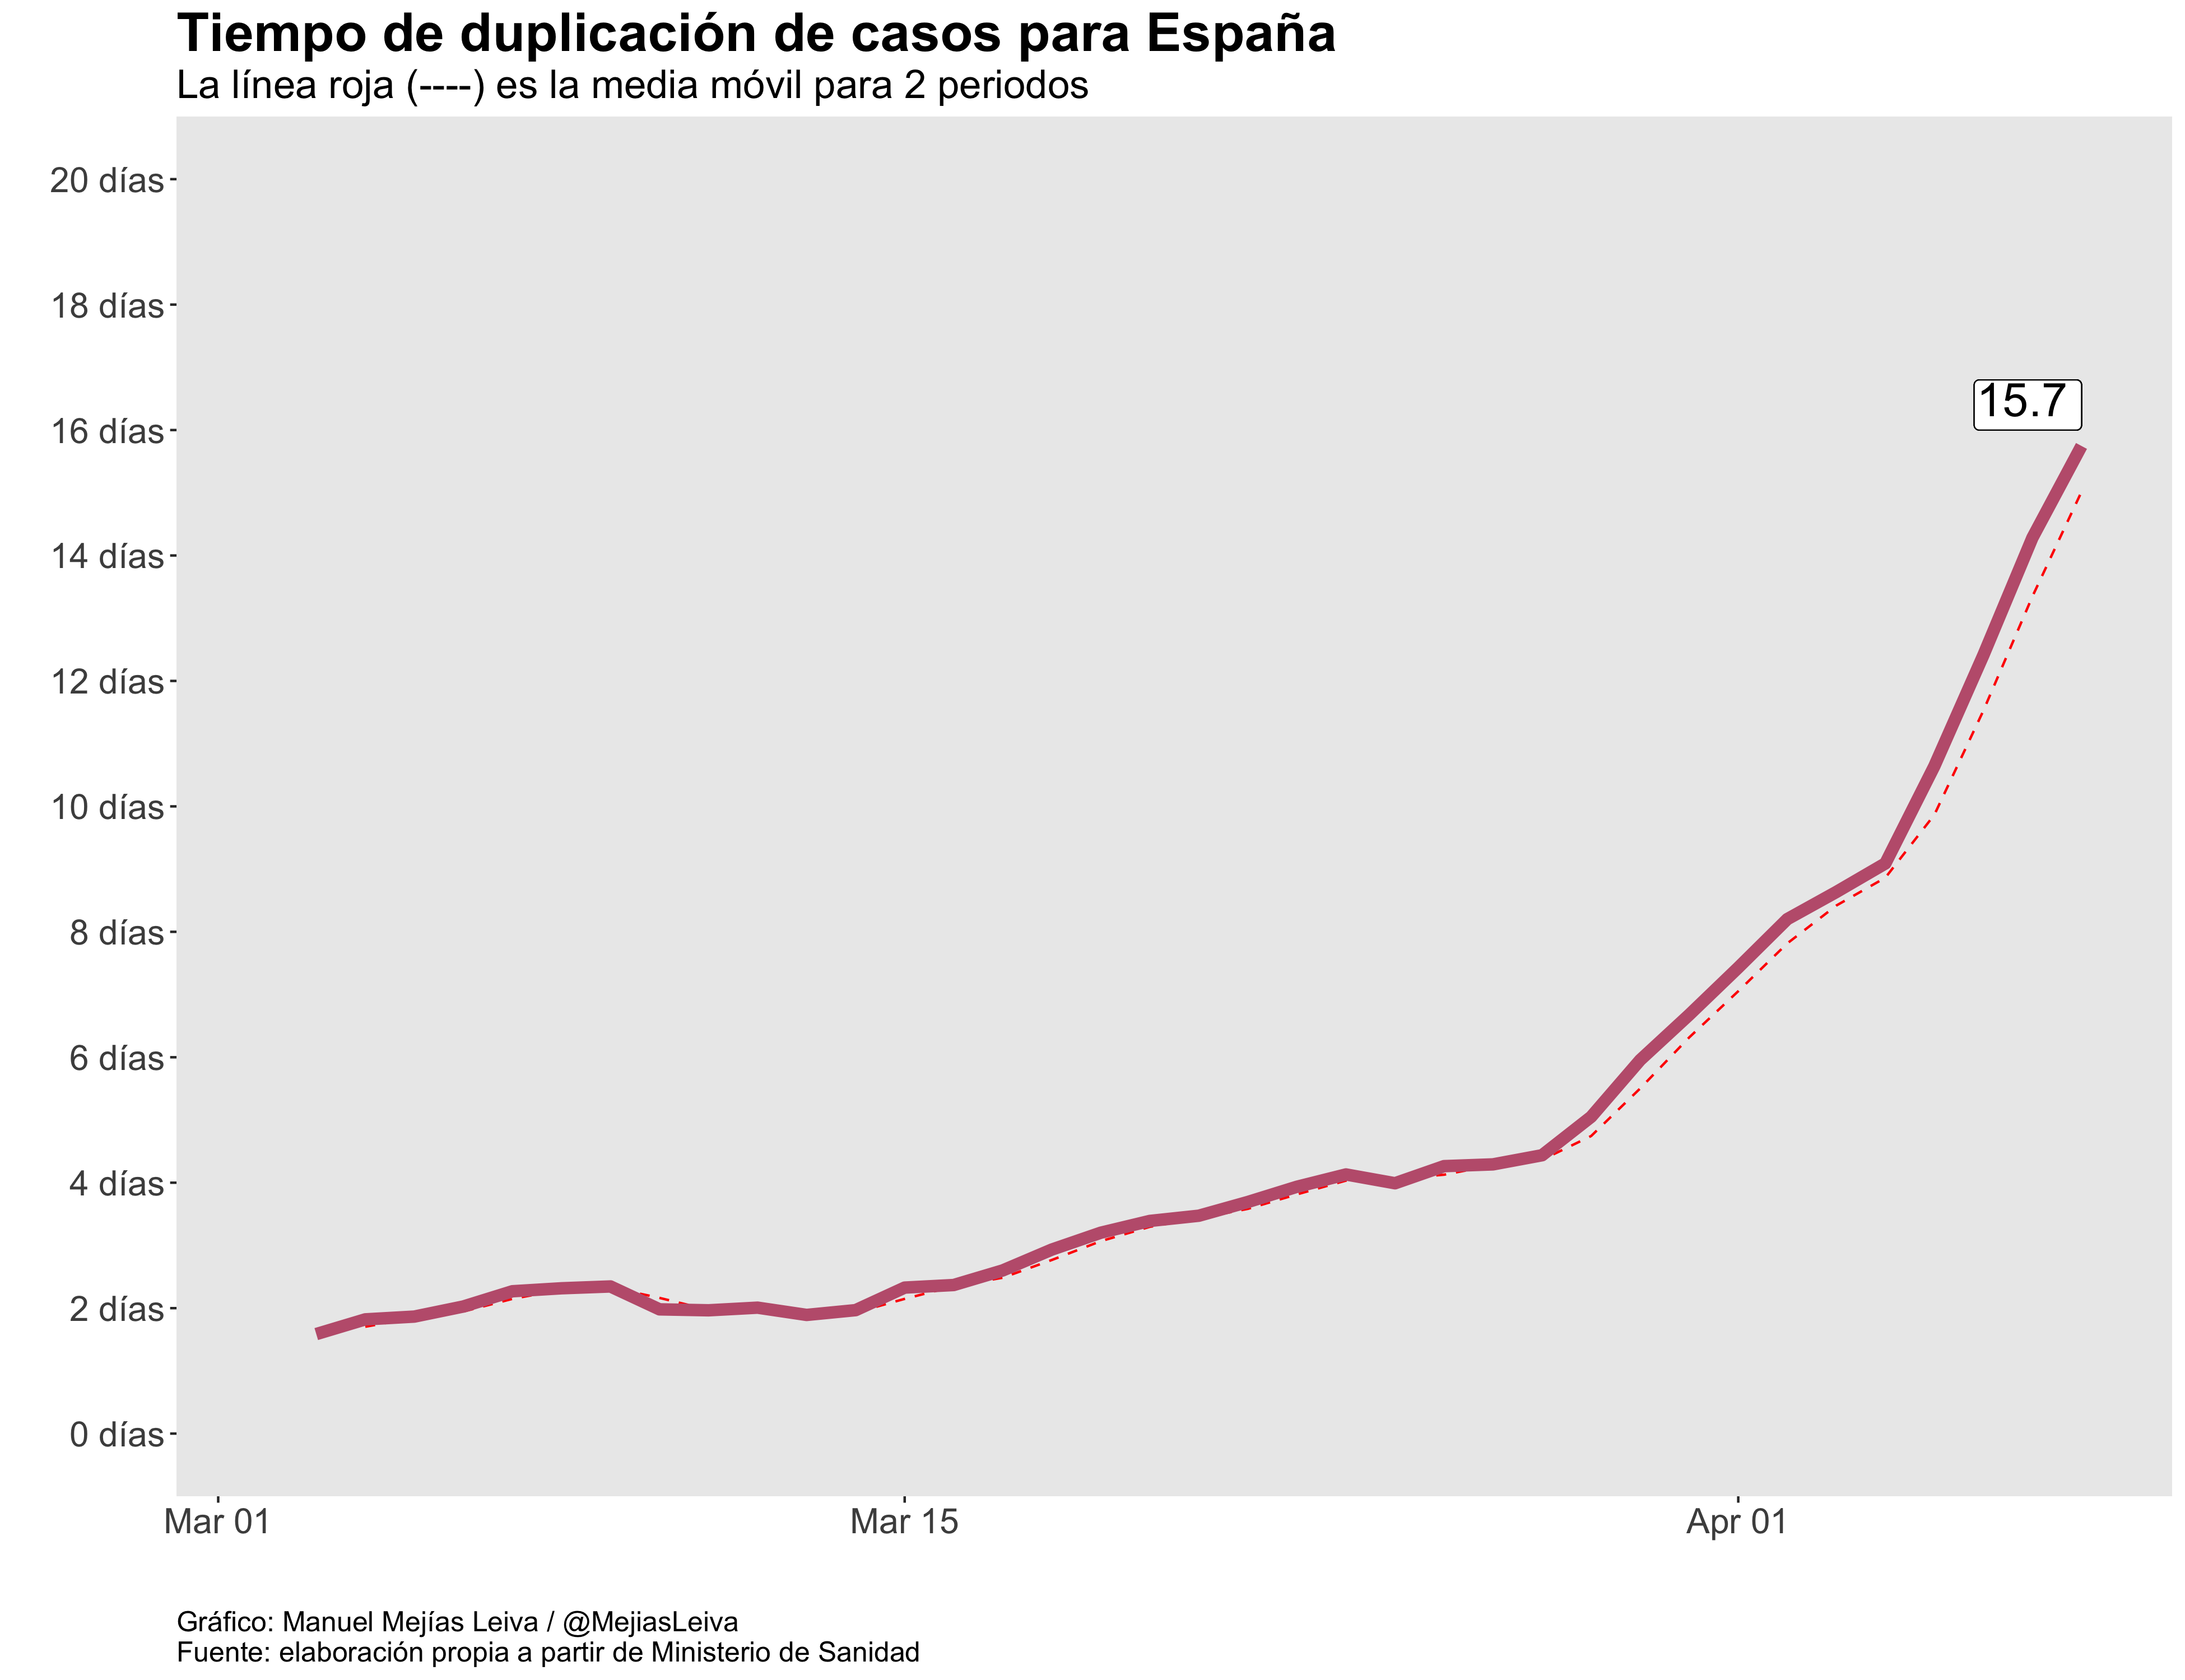 Tiempo de duplicación de casos para España
La línea roja (----) es la media móvil para 2 periodos
20 días
18 días
16 días
15.7
14 días
12 días
10 días
8 días
6 días
4 días
2 días
0 días
Mar 01
Mar 15
Apr 01
Gráfico: Manuel Mejías Leiva / @MejiasLeiva
Fuente: elaboración propia a partir de Ministerio de Sanidad